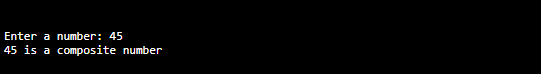 Enter a number: 45
45 is a composite number